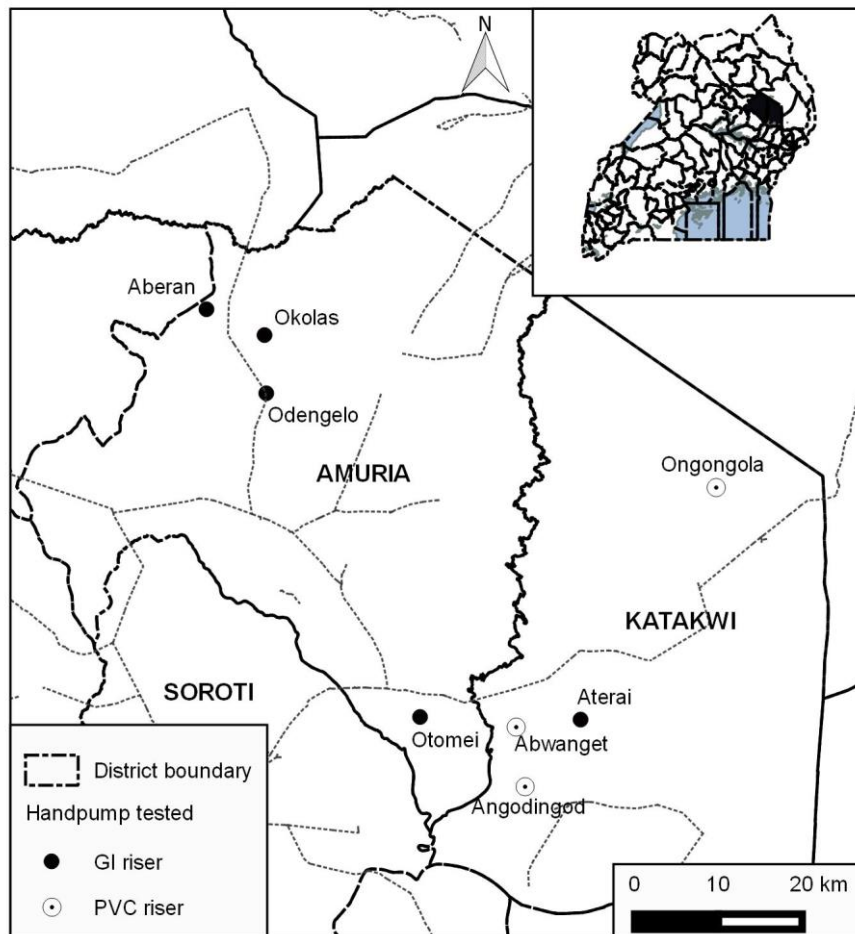 N
Aberan
Okolas
Odengelo
AMURIA
Ongongola
KATAKWI
SOROTI
Otomei
Aterai
Abwanget
Angodingod
District boundary
Handpump tested
GI riser
PVC riser
0 10 20 km